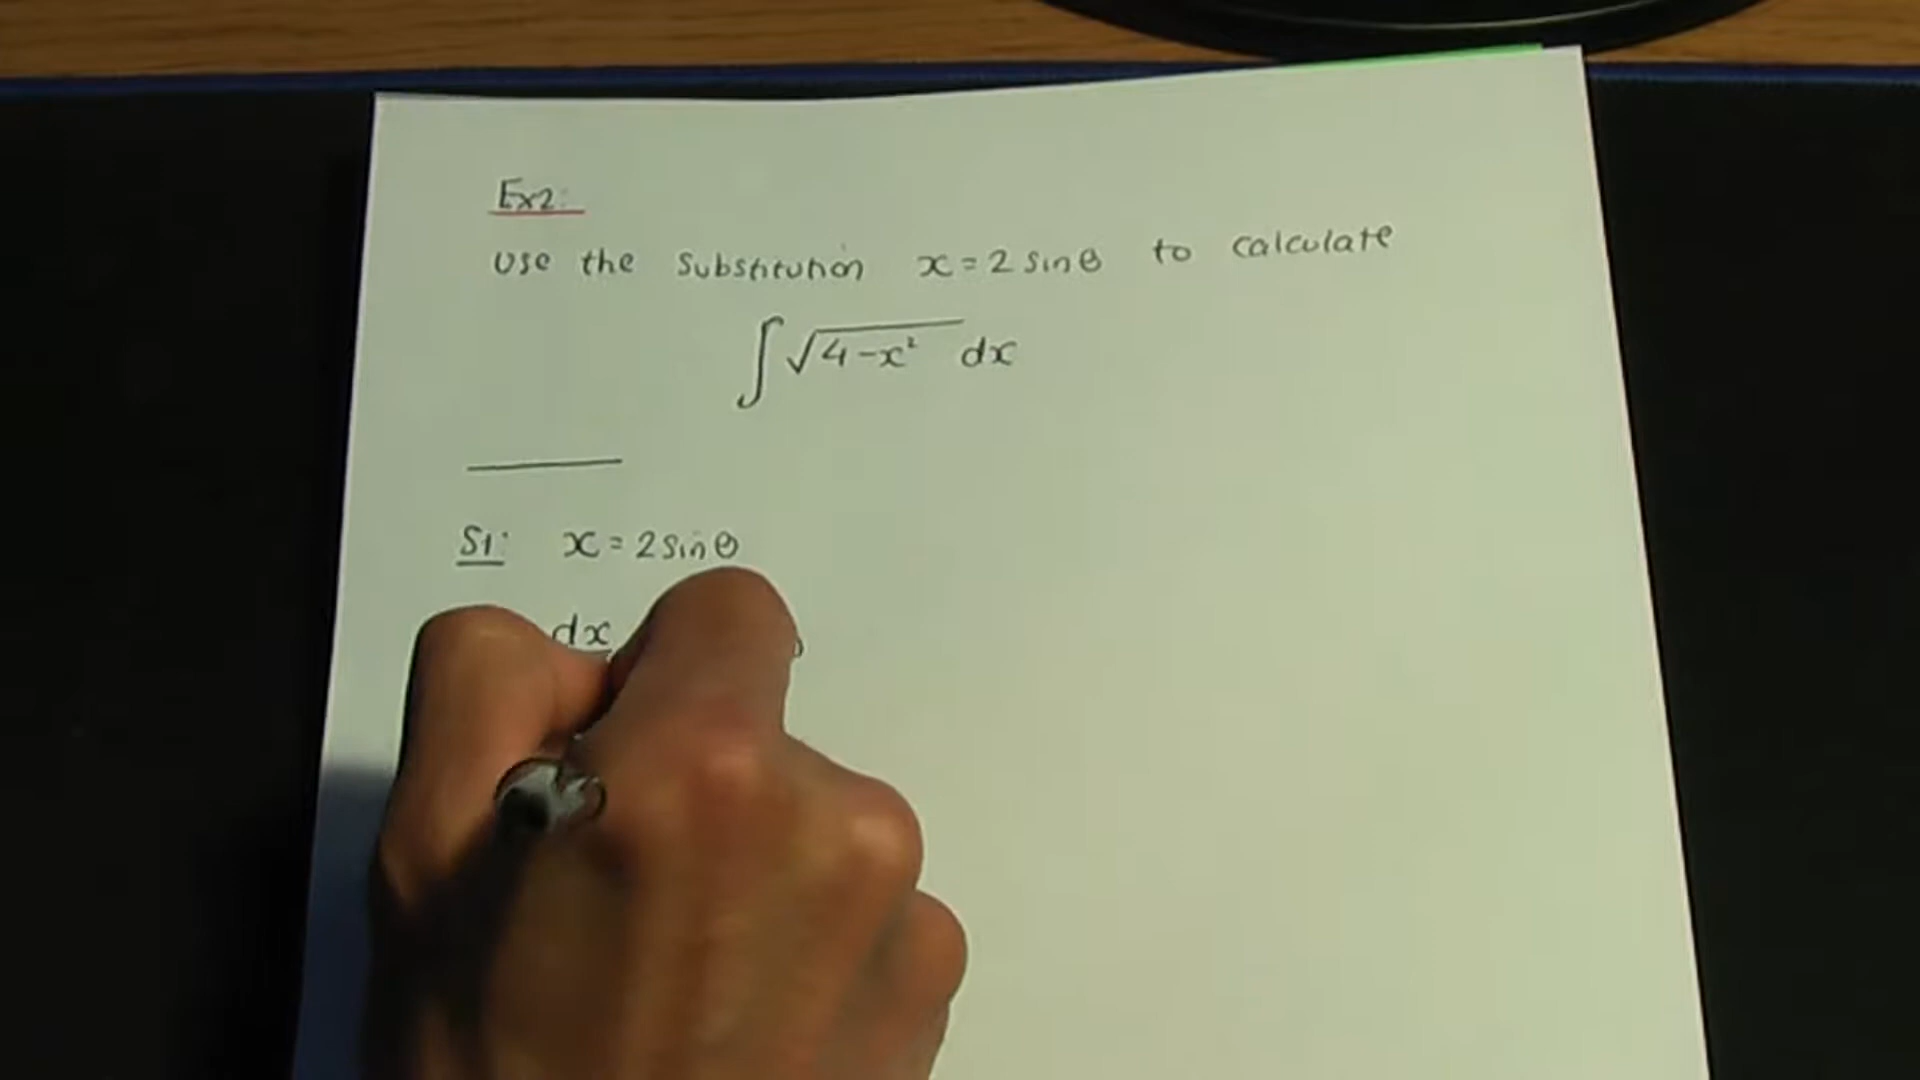 Ex2:
Use the substitution x = 2 sin θ to calculate
∫√(4-x²) dx
S1: x = 2 sin θ
dx